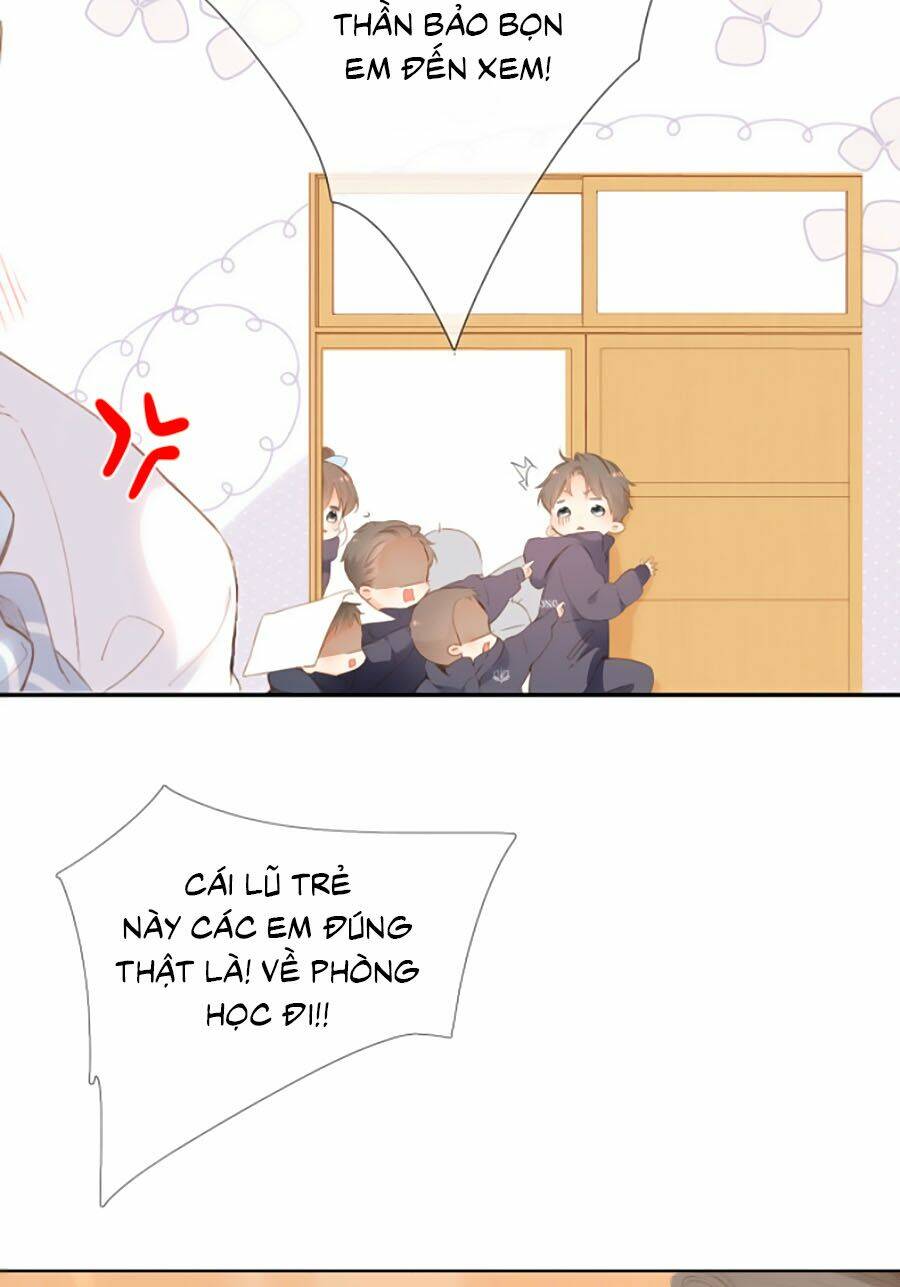 THẦN BẢO BỌN
EM ĐẾN XEM!
ONG
CÁI LŨ TRẺ
NÀY CÁC EM ĐÚNG
THẬT LÀ! VỀ PHÒNG
HỌC ĐI!!